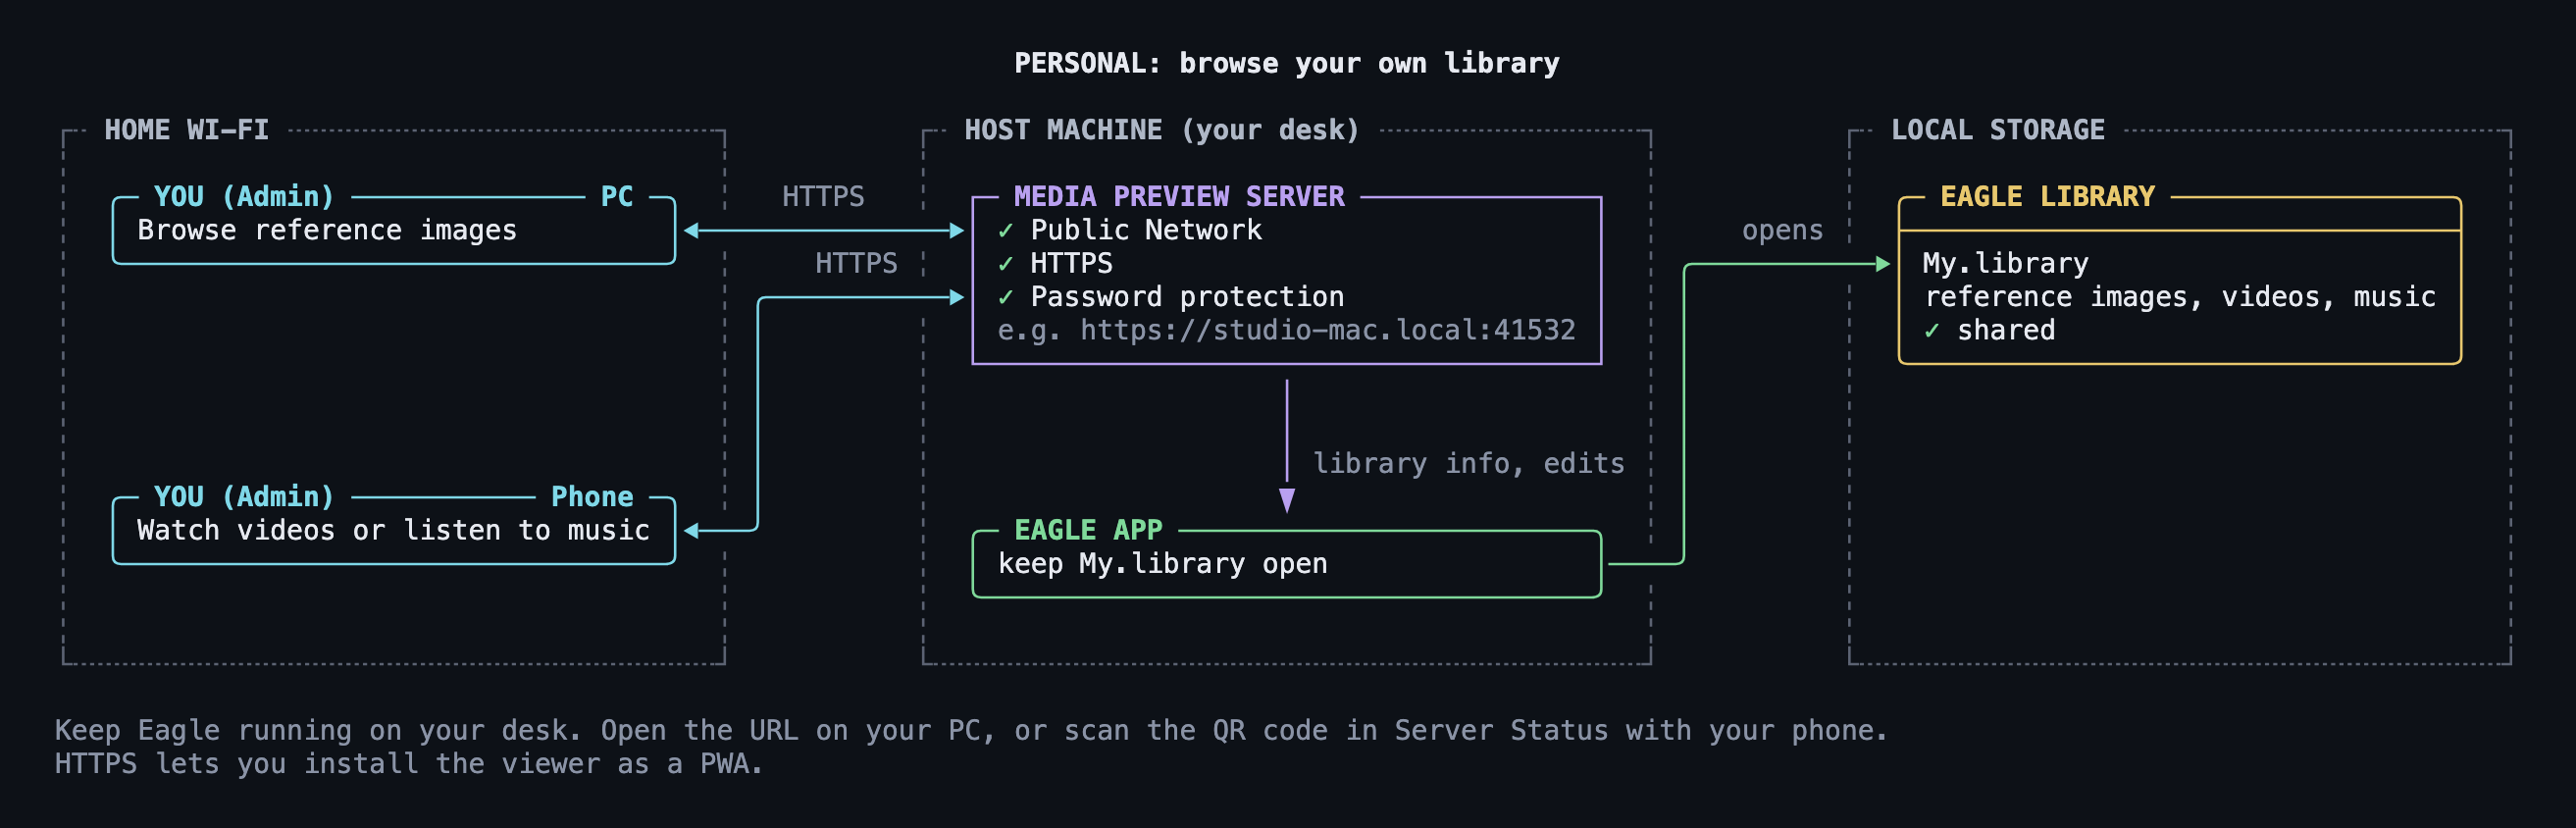 PERSONAL: browse your own library
HOME WI-FI
YOU (Admin)
PC
Browse reference images
YOU (Admin)
Phone
Watch videos or listen to music
HTTPS
HTTPS
HOST MACHINE (your desk)
MEDIA PREVIEW SERVER
✓ Public Network
✓ HTTPS
✓ Password protection
e.g. https://studio-mac.local:41532
library info, edits
EAGLE APP
keep My.library open
opens
LOCAL STORAGE
EAGLE LIBRARY
My.library
reference images, videos, music
✓ shared
Keep Eagle running on your desk. Open the URL on your PC, or scan the QR code in Server Status with your phone.
HTTPS lets you install the viewer as a PWA.